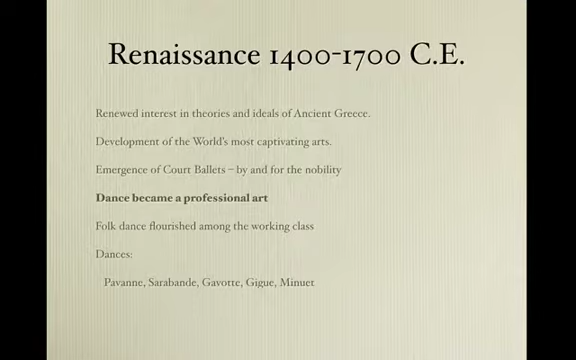 Renaissance 1400-1700 C.E.
Renewed interest in theories and ideals of Ancient Greece.
Development of the World's most captivating arts.
Emergence of Court Ballets – by and for the nobility
Dance became a professional art
Folk dance flourished among the working class
Dances:
Pavanne, Sarabande, Gavotte, Gigue, Minuet